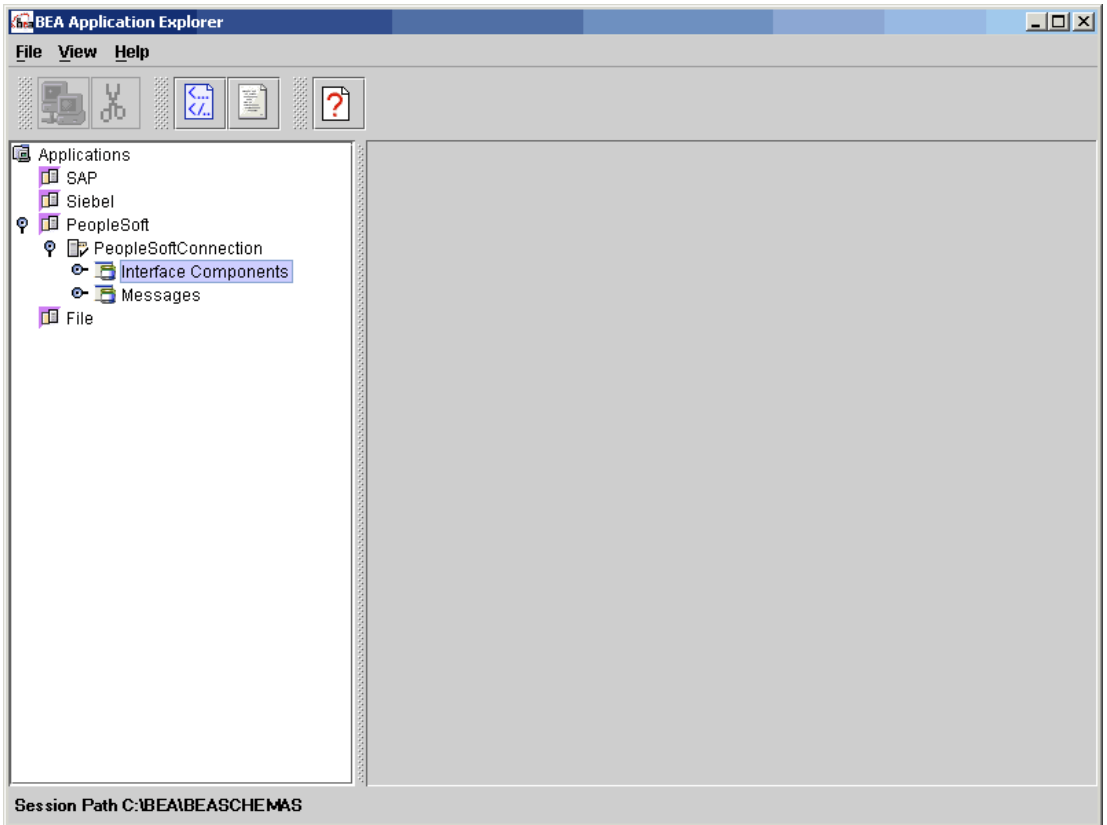 bea BEA Application Explorer
File View Help
<...
</..
?
Applications
SAP
Siebel
PeopleSoft
PeopleSoftConnection
Interface Components
Messages
File
Session Path C:\BEA\BEASCHEMAS